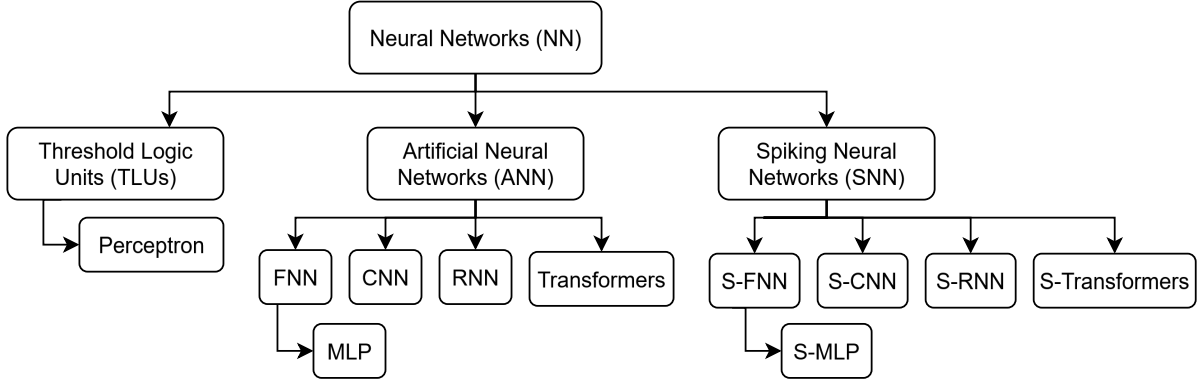 Neural Networks (NN)
Threshold Logic
Units (TLUs)
Artificial Neural
Networks (ANN)
Spiking Neural
Networks (SNN)
Perceptron
FNN
CNN
RNN
Transformers
S-FNN
S-CNN
S-RNN
S-Transformers
MLP
S-MLP